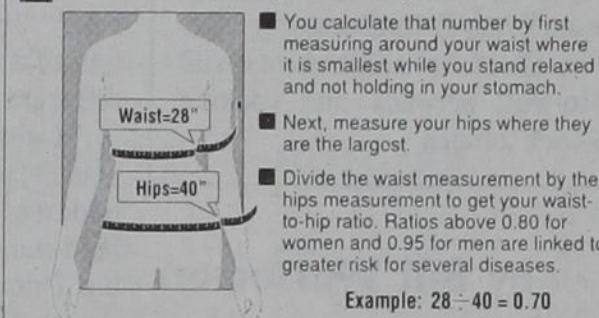 You calculate that number by first
measuring around your waist where
it is smallest while you stand relaxed
and not holding in your stomach.
Waist=28"
Next, measure your hips where they
are the largest.
Hips=40"
Divide the waist measurement by the
hips measurement to get your waist-
to-hip ratio. Ratios above 0.80 for
women and 0.95 for men are linked to
greater risk for several diseases.
Example: 28÷40 = 0.70